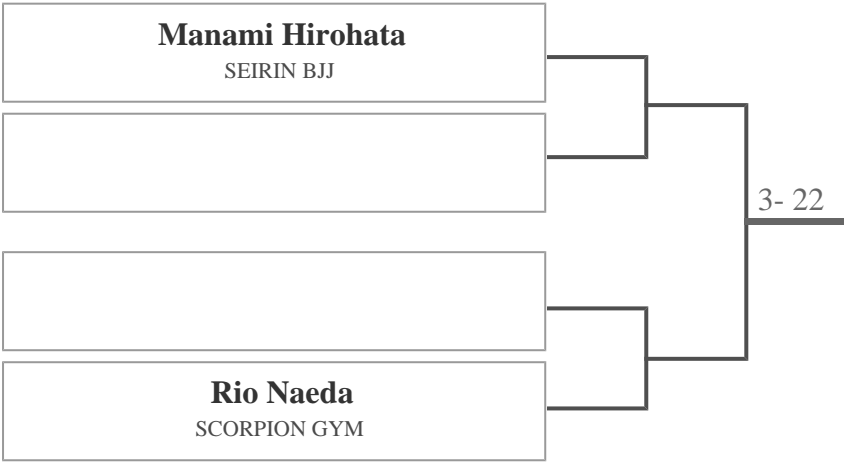 Manami Hirohata
SEIRIN BJJ
3- 22
Rio Naeda
SCORPION GYM